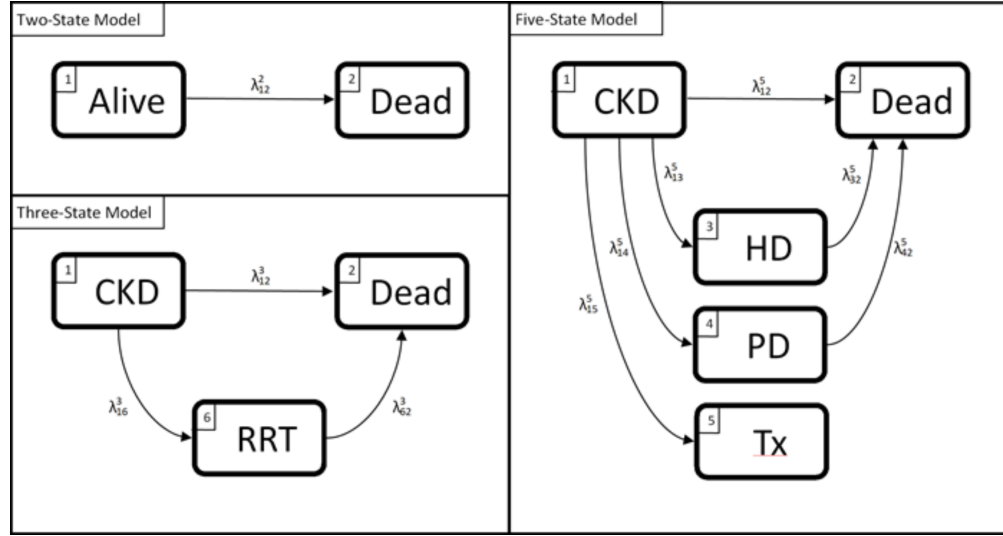 Two-State Model
1
Alive
λ²₁₂
2
Dead
Three-State Model
1
CKD
λ³₁₂
2
Dead
λ³₁₆
6
RRT
λ³₆₂
Five-State Model
1
CKD
λ⁵₁₂
2
Dead
λ⁵₁₃
λ⁵₃₂
3
HD
λ⁵₁₄
λ⁵₄₂
λ⁵₁₅
4
PD
5
Tx